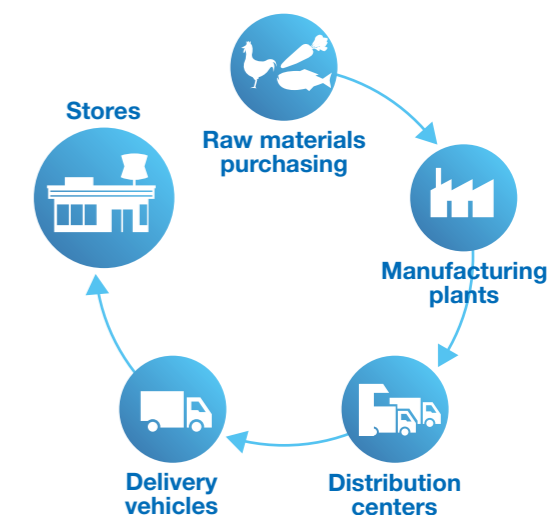 Stores
Raw materials
purchasing
Manufacturing
plants
Distribution
centers
Delivery
vehicles